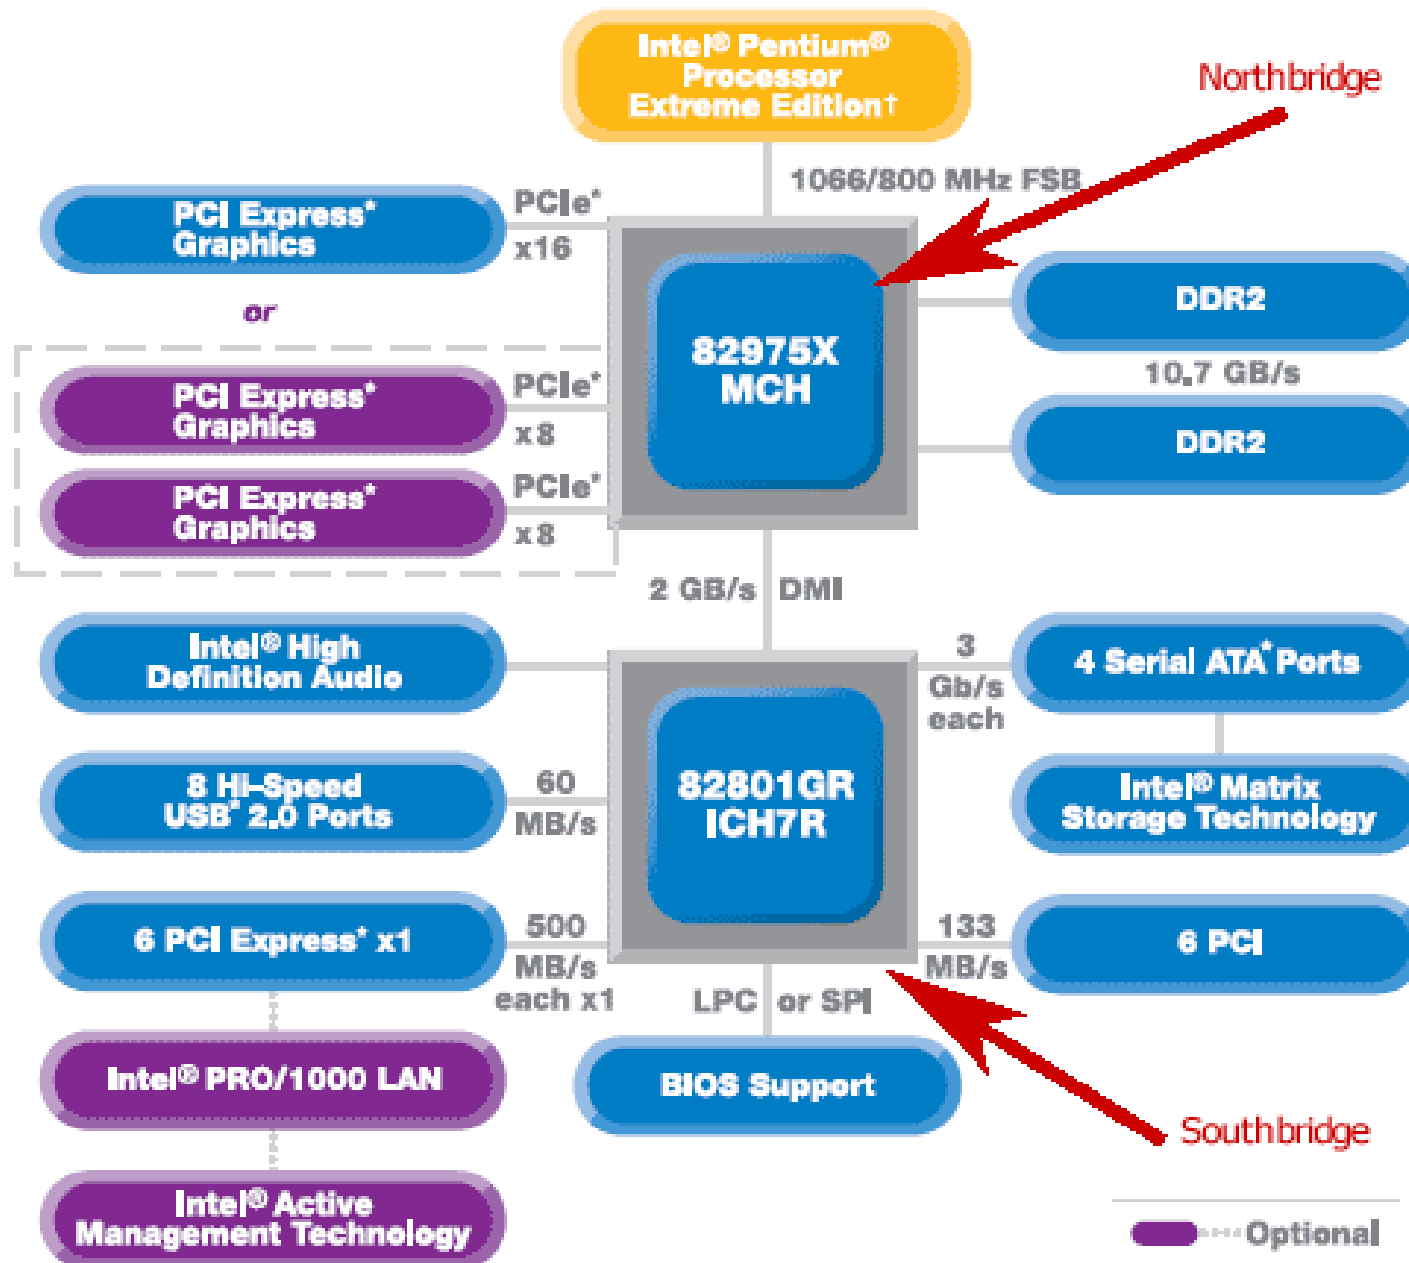 Intel® Pentium®
Processor
Extreme Edition†
Northbridge
1066/800 MHz FSB
PCI Express*
Graphics
PCIe*
x16
or
82975X
MCH
DDR2
10.7 GB/s
DDR2
PCI Express*
Graphics
PCIe*
x8
PCI Express*
Graphics
PCIe*
x8
2 GB/s DMI
Intel® High
Definition Audio
3
Gb/s
each
4 Serial ATA* Ports
8 Hi-Speed
USB* 2.0 Ports
60
MB/s
82801GR
ICH7R
Intel® Matrix
Storage Technology
6 PCI Express* x1
500
MB/s
each x1
133
MB/s
6 PCI
LPC or SPI
BIOS Support
Intel® PRO/1000 LAN
Southbridge
Intel® Active
Management Technology
Optional